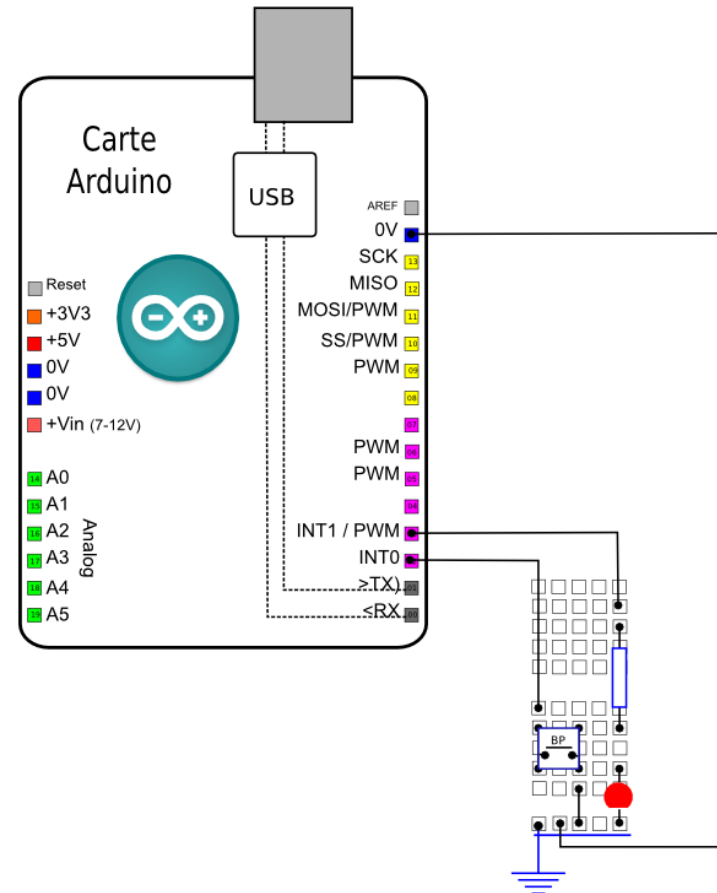 Carte
Arduino
USB
AREF
0V
SCK
13
MISO
12
MOSI/PWM
11
SS/PWM
10
PWM
09
08
07
PWM
06
PWM
05
04
INT1 / PWM
INT0
>TX)
01
<RX
00
Reset
+3V3
+5V
0V
0V
+Vin (7-12V)
14 A0
15 A1
16 A2
17 A3
18 A4
19 A5
Analog
BP